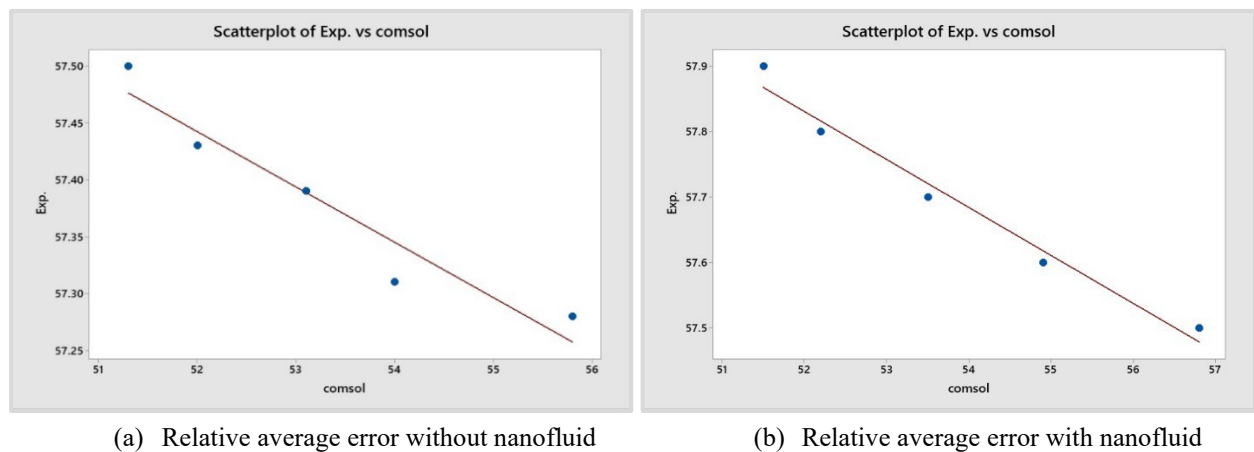 Scatterplot of Exp. vs comsol
57.50
57.45
57.40
57.35
57.30
57.25
Exp.
51 52 53 54 55 56
comsol
Scatterplot of Exp. vs comsol
57.9
57.8
57.7
57.6
57.5
Exp.
51 52 53 54 55 56 57
comsol
(a) Relative average error without nanofluid
(b) Relative average error with nanofluid